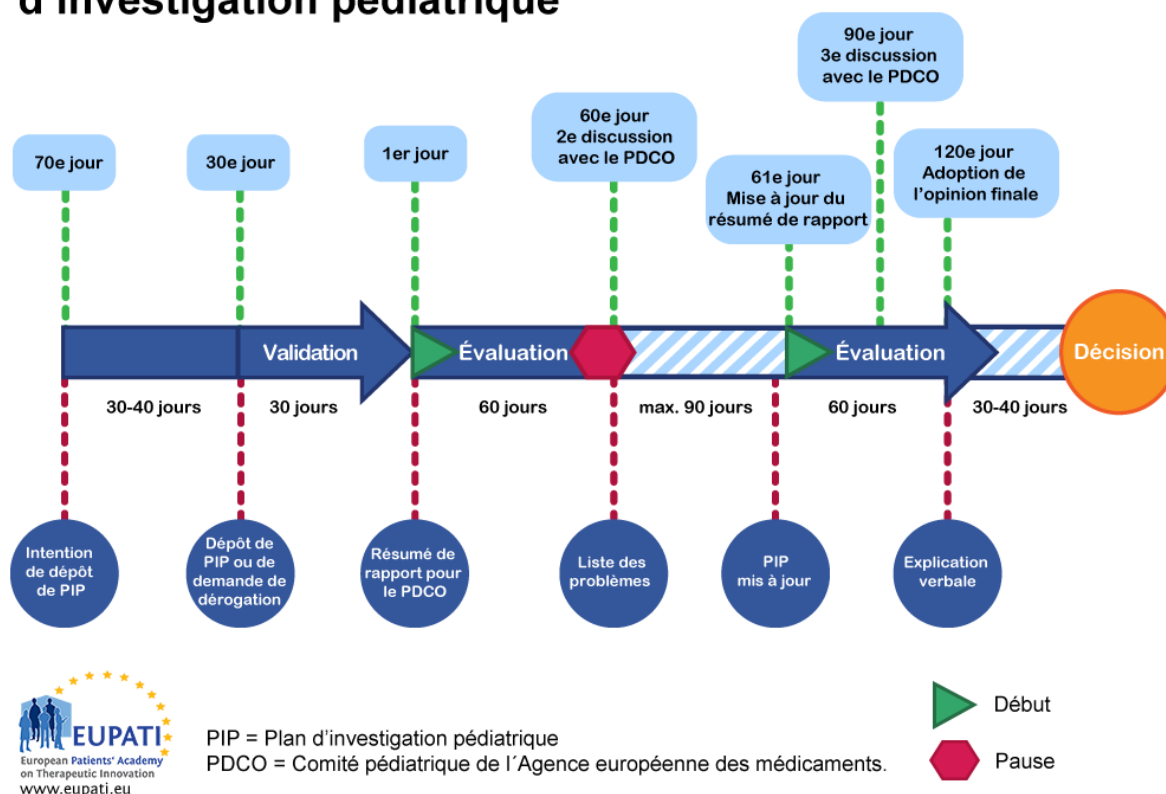 d'investigation pédiatrique
90e jour
3e discussion
avec le PDCO
60e jour
2e discussion
avec le PDCO
70e jour
30e jour
1er jour
120e jour
Adoption de
l'opinion finale
61e jour
Mise à jour du
résumé de rapport
Validation
Évaluation
Évaluation
Décision
30-40 jours
30 jours
60 jours
max. 90 jours
60 jours
30-40 jours
Intention
de dépôt
de PIP
Dépôt de
PIP ou de
demande de
dérogation
Résumé de
rapport pour
le PDCO
Liste des
problèmes
PIP
mis à jour
Explication
verbale
EUPATI
European Patients' Academy
on Therapeutic Innovation
www.eupati.eu
PIP = Plan d'investigation pédiatrique
PDCO = Comité pédiatrique de l´Agence européenne des médicaments.
Début
Pause